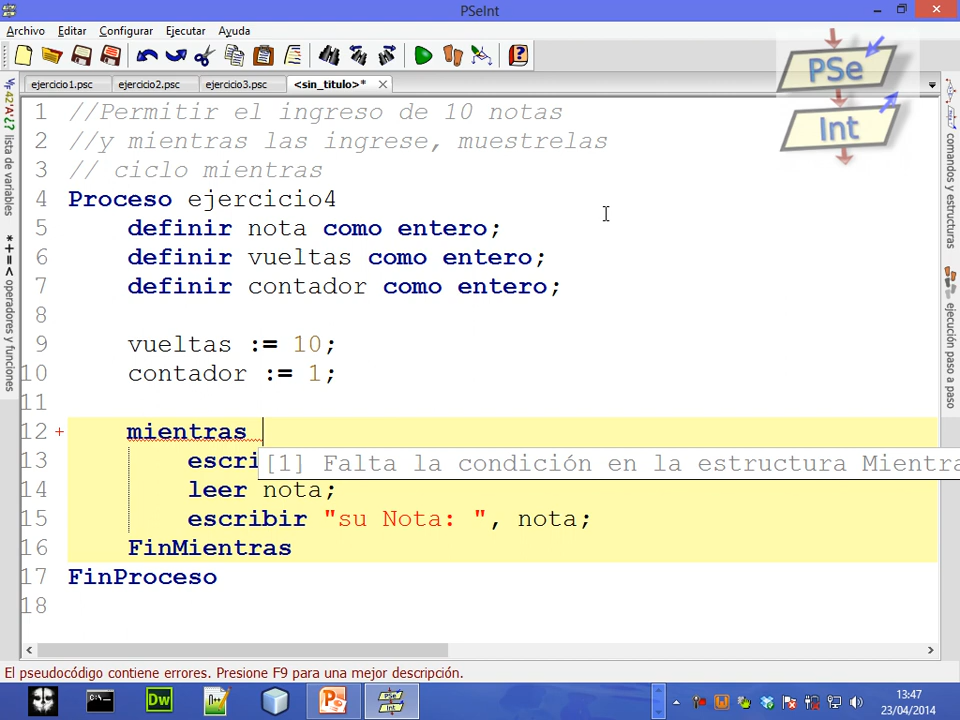 PSeInt
Archivo Editar Configurar Ejecutar Ayuda
ejercicio1.psc ejercicio2.psc ejercicio3.psc <sin_titulo>*
PSe
Int
lista de variables
operadores y funciones
comandos y estructuras
ejecución paso a paso
1 //Permitir el ingreso de 10 notas
2 //y mientras las ingrese, muestrelas
3 // ciclo mientras
4 Proceso ejercicio4
5 definir nota como entero;
6 definir vueltas como entero;
7 definir contador como entero;
8
9 vueltas := 10;
10 contador := 1;
11
12 + mientras
13 escri
[1] Falta la condición en la estructura Mientra
14 leer nota;
15 escribir "su Nota: ", nota;
16 FinMientras
17 FinProceso
18
El pseudocódigo contiene errores. Presione F9 para una mejor descripción.
Dw
PSe
Int
13:47
23/04/2014